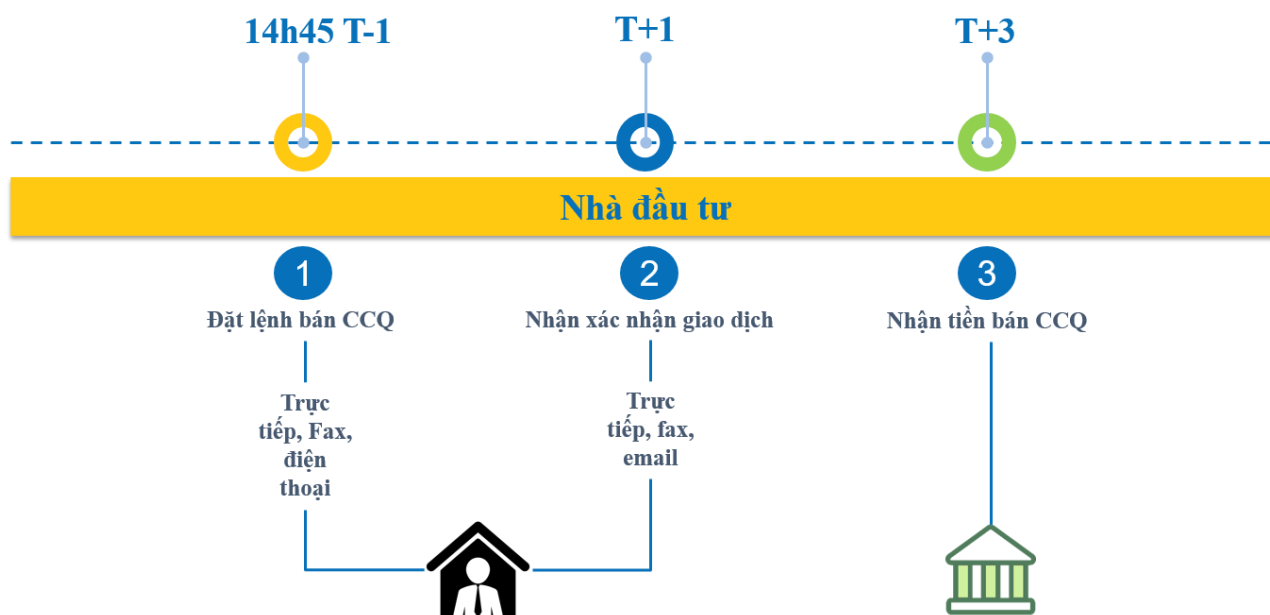 14h45 T-1
T+1
T+3
Nhà đầu tư
1
2
3
Đặt lệnh bán CCQ
Nhận xác nhận giao dịch
Nhận tiền bán CCQ
Trực
tiếp, Fax,
điện
thoại
Trực
tiếp, fax,
email